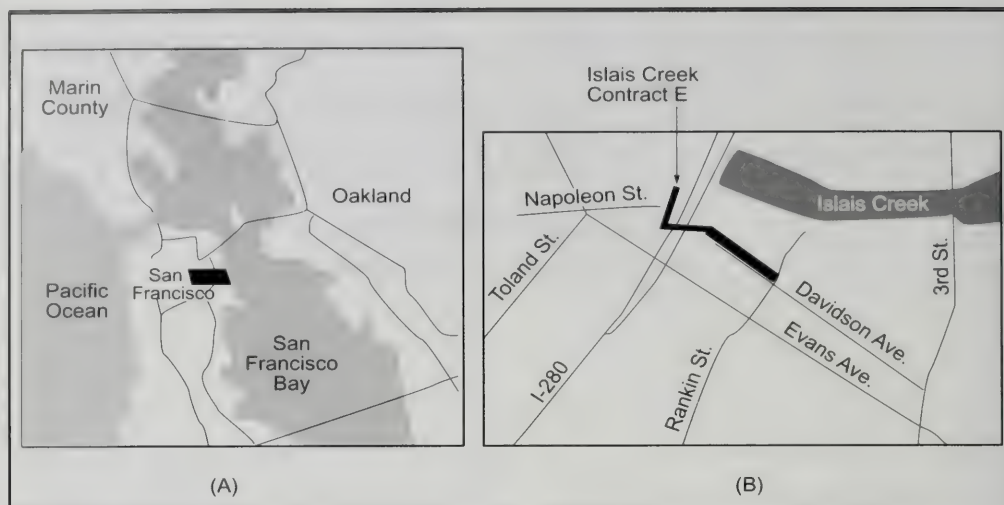 Marin
County
Oakland
San
Francisco
Pacific
Ocean
San
Francisco
Bay
(A)
Islais Creek
Contract E
Napoleon St.
Islais Creek
Toland St.
3rd St.
Davidson Ave.
Evans Ave.
I-280
Rankin St.
(B)